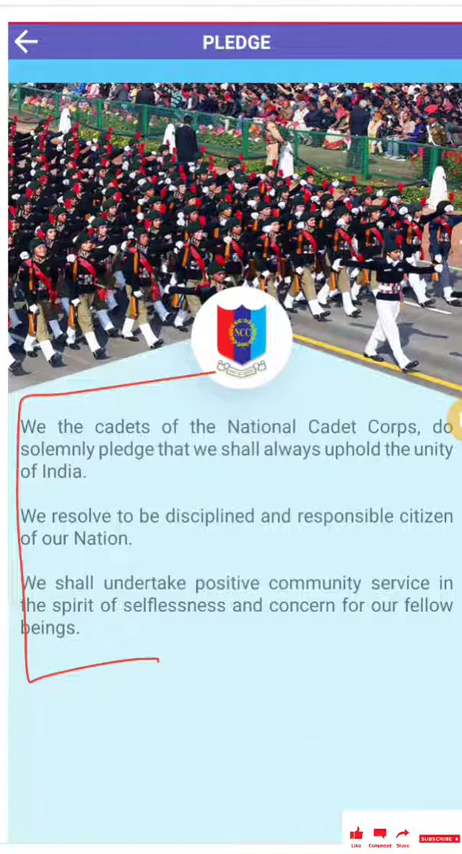 PLEDGE
NCC
We the cadets of the National Cadet Corps, do
solemnly pledge that we shall always uphold the unity
of India.
We resolve to be disciplined and responsible citizen
of our Nation.
We shall undertake positive community service in
the spirit of selflessness and concern for our fellow
beings.
Like Comment Share SUBSCRIBE